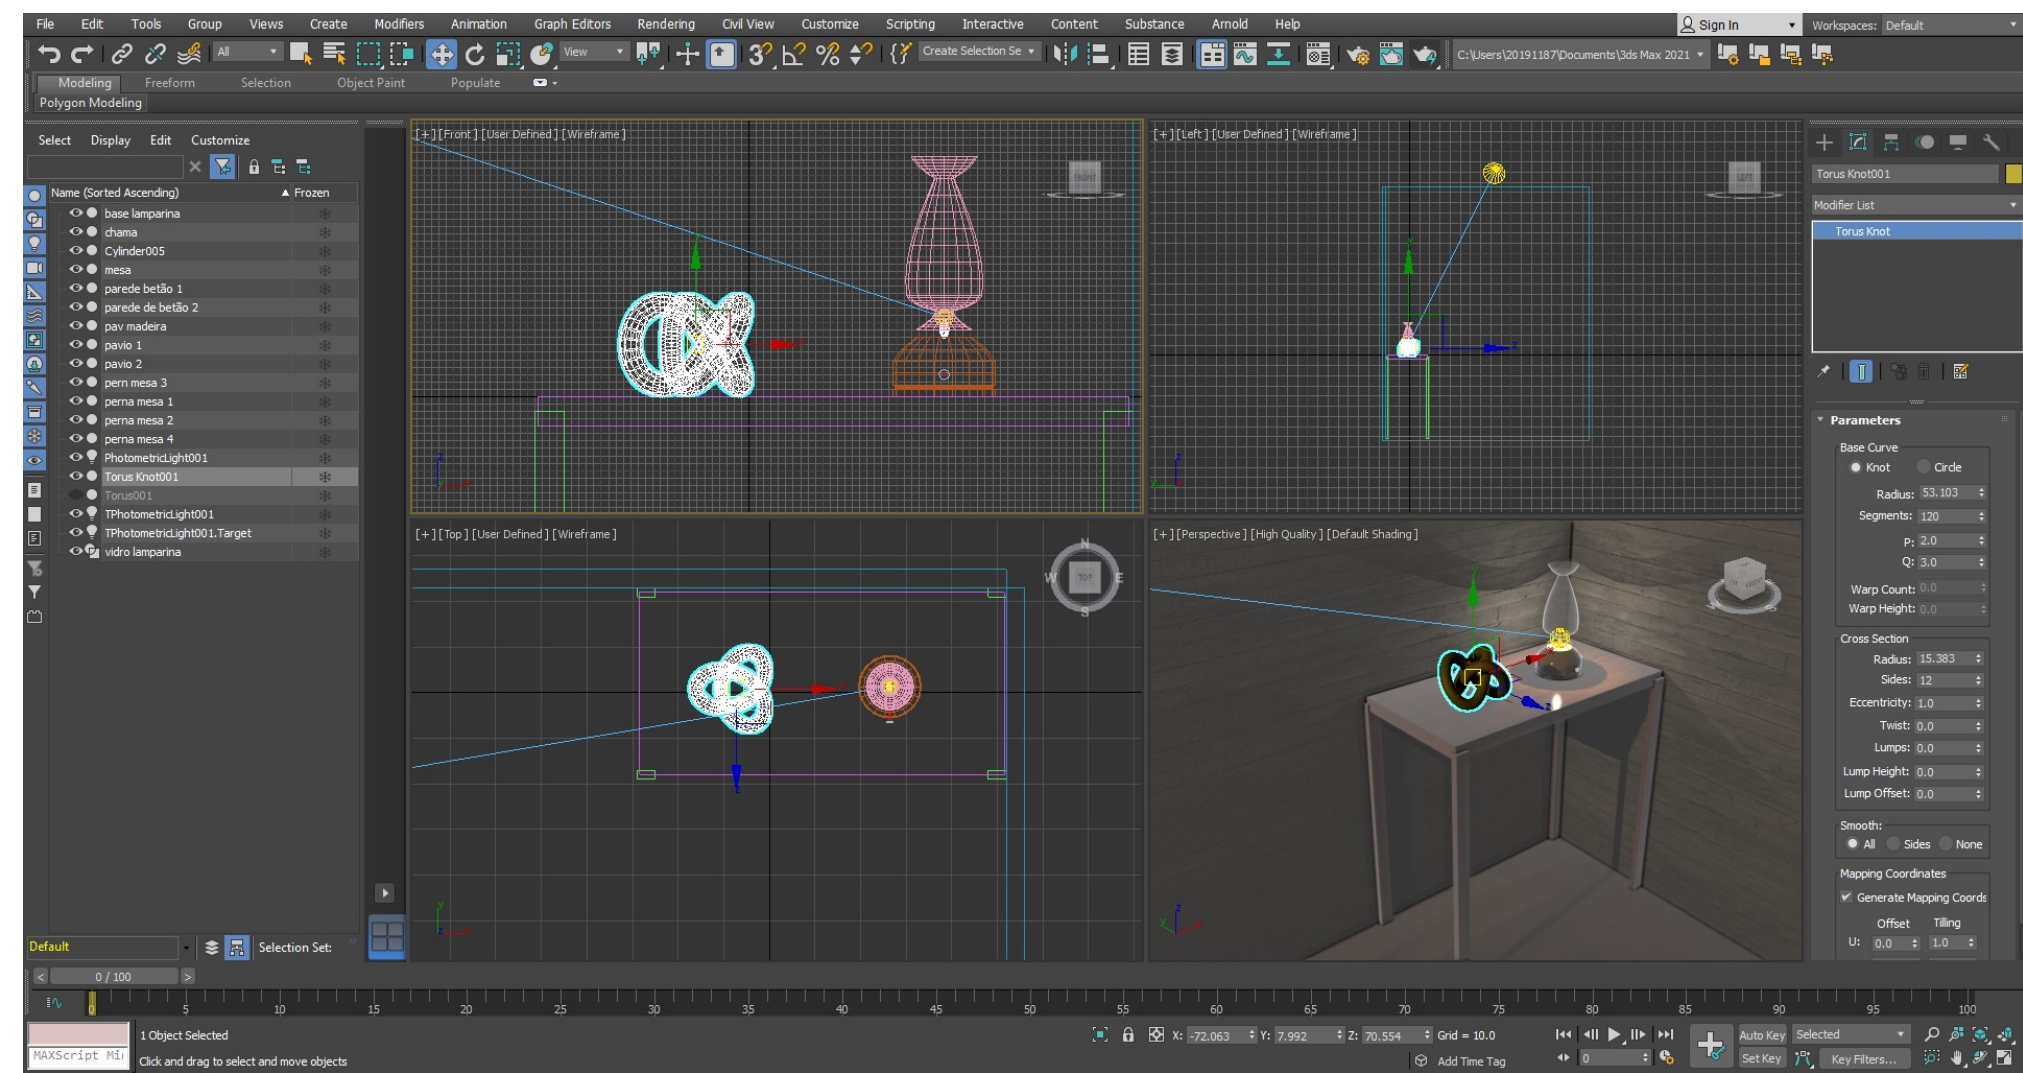 File Edit Tools Group Views Create Modifiers Animation Graph Editors Rendering Civil View Customize Scripting Interactive Content Substance Arnold Help Sign In Workspaces: Default
All View Create Selection Se C:\Users\20191187\Documents\3ds Max 2021
Modeling Freeform Selection Object Paint Populate
Polygon Modeling
Select Display Edit Customize
Name (Sorted Ascending) Frozen
base lamparina
chama
Cylinder005
mesa
parede betão 1
parede de betão 2
pav madeira
pavio 1
pavio 2
pern mesa 3
perna mesa 1
perna mesa 2
perna mesa 4
PhotometricLight001
Torus Knot001
Torus001
TPhotometricLight001
TPhotometricLight001.Target
vidro lamparina
Default Selection Set:
[+] [Front ] [User Defined ] [Wireframe ]
FRONT
z
x
[+] [Left ] [User Defined ] [Wireframe ]
LEFT
y
z
z
y
[+] [Top ] [User Defined ] [Wireframe ]
N
W TOP E
S
z
y
[+] [Perspective ] [High Quality ] [Default Shading ]
y
z
z
y
Torus Knot001
Modifier List
Torus Knot
Parameters
Base Curve
Knot Circle
Radius: 53.103
Segments: 120
P: 2.0
Q: 3.0
Warp Count: 0.0
Warp Height: 0.0
Cross Section
Radius: 15.383
Sides: 12
Eccentricity: 1.0
Twist: 0.0
Lumps: 0.0
Lump Height: 0.0
Lump Offset: 0.0
Smooth:
All Sides None
Mapping Coordinates
Generate Mapping Coords
Offset Tiling
U: 0.0 1.0
< 0 / 100 >
0 5 10 15 20 25 30 35 40 45 50 55 60 65 70 75 80 85 90 95 100
1 Object Selected X: -72.063 Y: 7.992 Z: 70.554 Grid = 10.0 Auto Key Selected
MAXScript Mi Click and drag to select and move objects Add Time Tag 0 Set Key Key Filters...